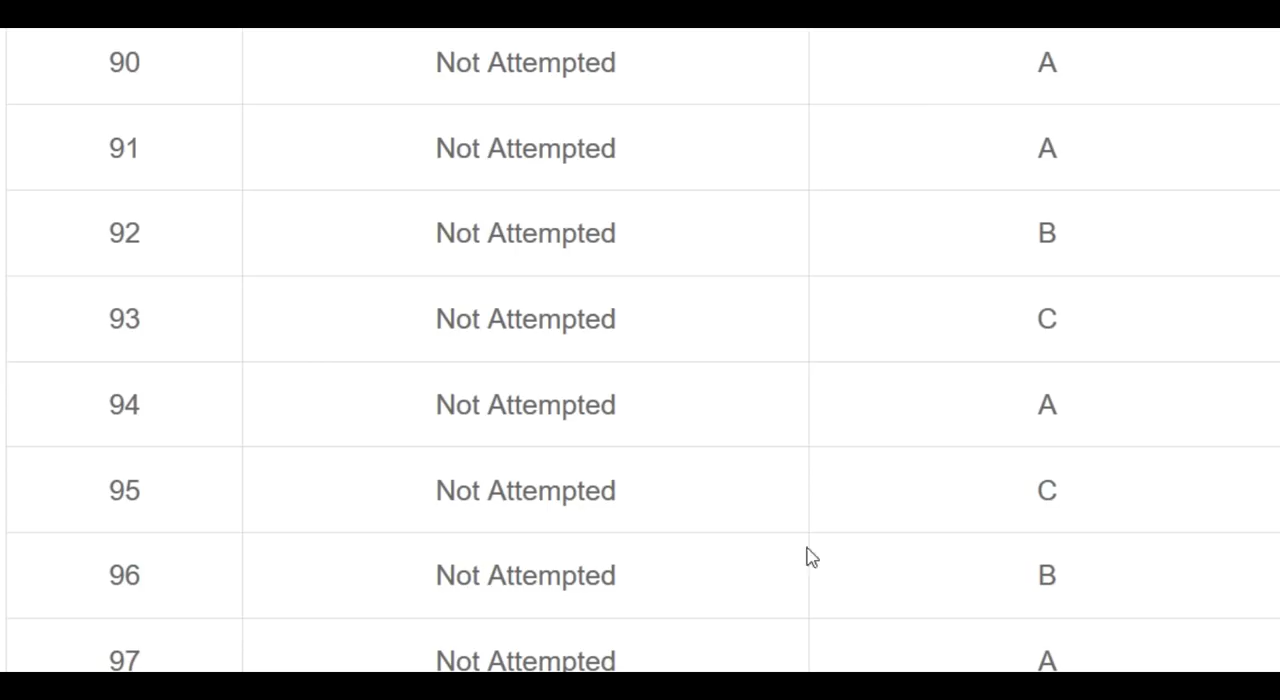 90 Not Attempted A
91 Not Attempted A
92 Not Attempted B
93 Not Attempted C
94 Not Attempted A
95 Not Attempted C
96 Not Attempted B
97 Not Attempted A